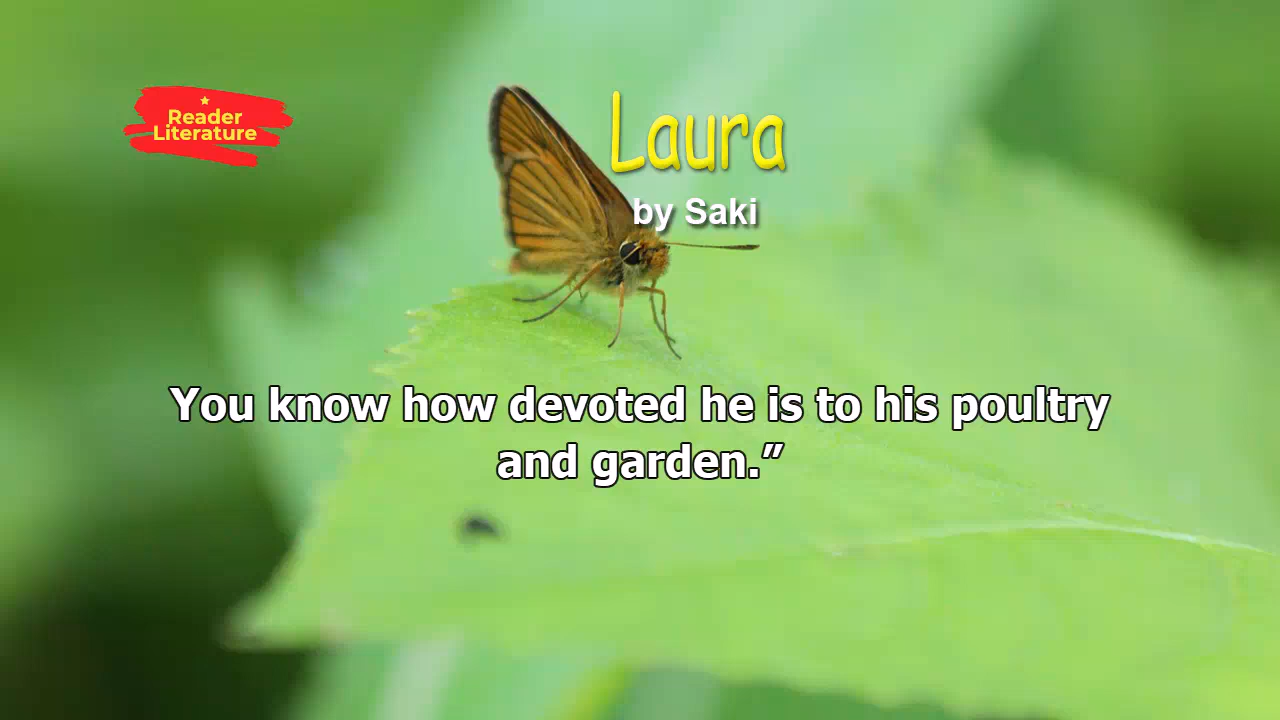 Reader
Literature
Laura
by Saki
You know how devoted he is to his poultry
and garden.”